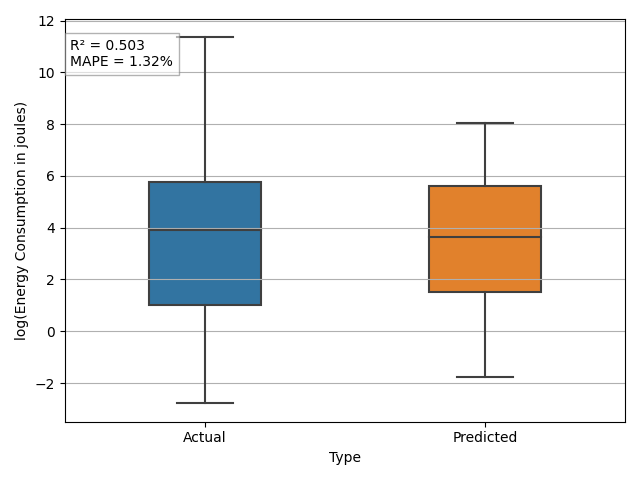 12
R² = 0.503
MAPE = 1.32%
10
8
6
4
2
0
−2
log(Energy Consumption in joules)
Actual
Predicted
Type